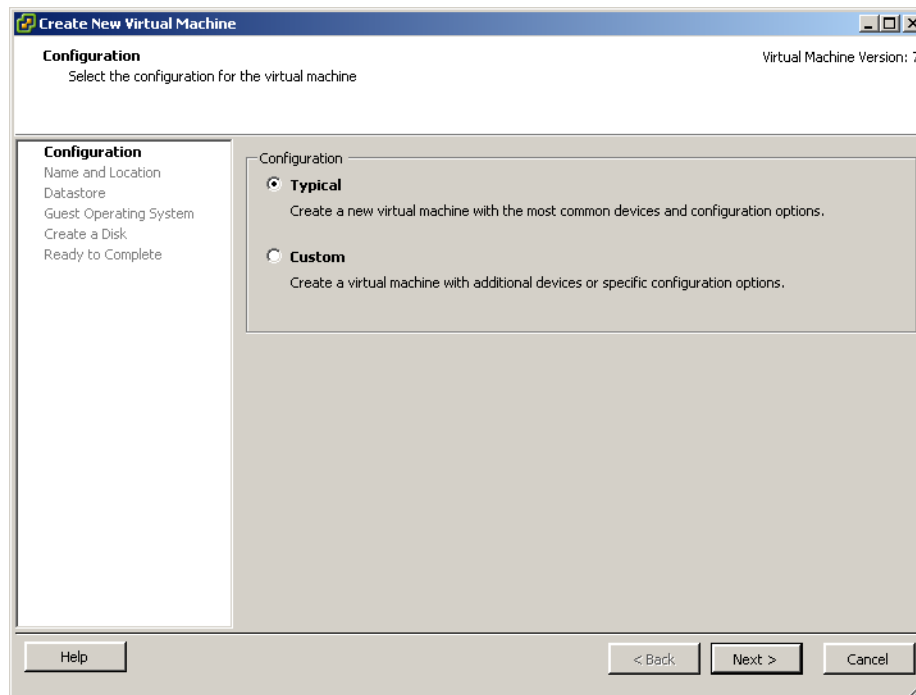 Create New Virtual Machine
Configuration
Select the configuration for the virtual machine
Virtual Machine Version: 7
Configuration
Name and Location
Datastore
Guest Operating System
Create a Disk
Ready to Complete
Configuration
Typical
Create a new virtual machine with the most common devices and configuration options.
Custom
Create a virtual machine with additional devices or specific configuration options.
Help
< Back
Next >
Cancel